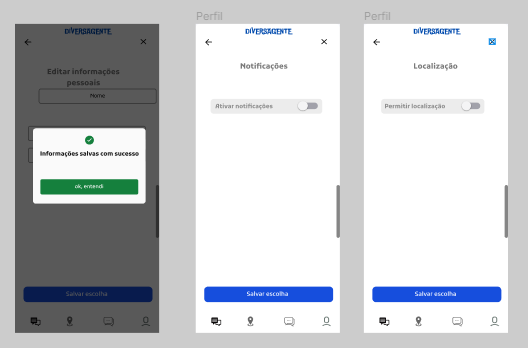 Perfil
Perfil
DIVERSAGENTE
Editar informações
pessoais
Nome
Informações salvas com sucesso
ok, entendi
Salvar escolha
DIVERSAGENTE
Notificações
Ativar notificações
Salvar escolha
DIVERSAGENTE
Localização
Permitir localização
Salvar escolha